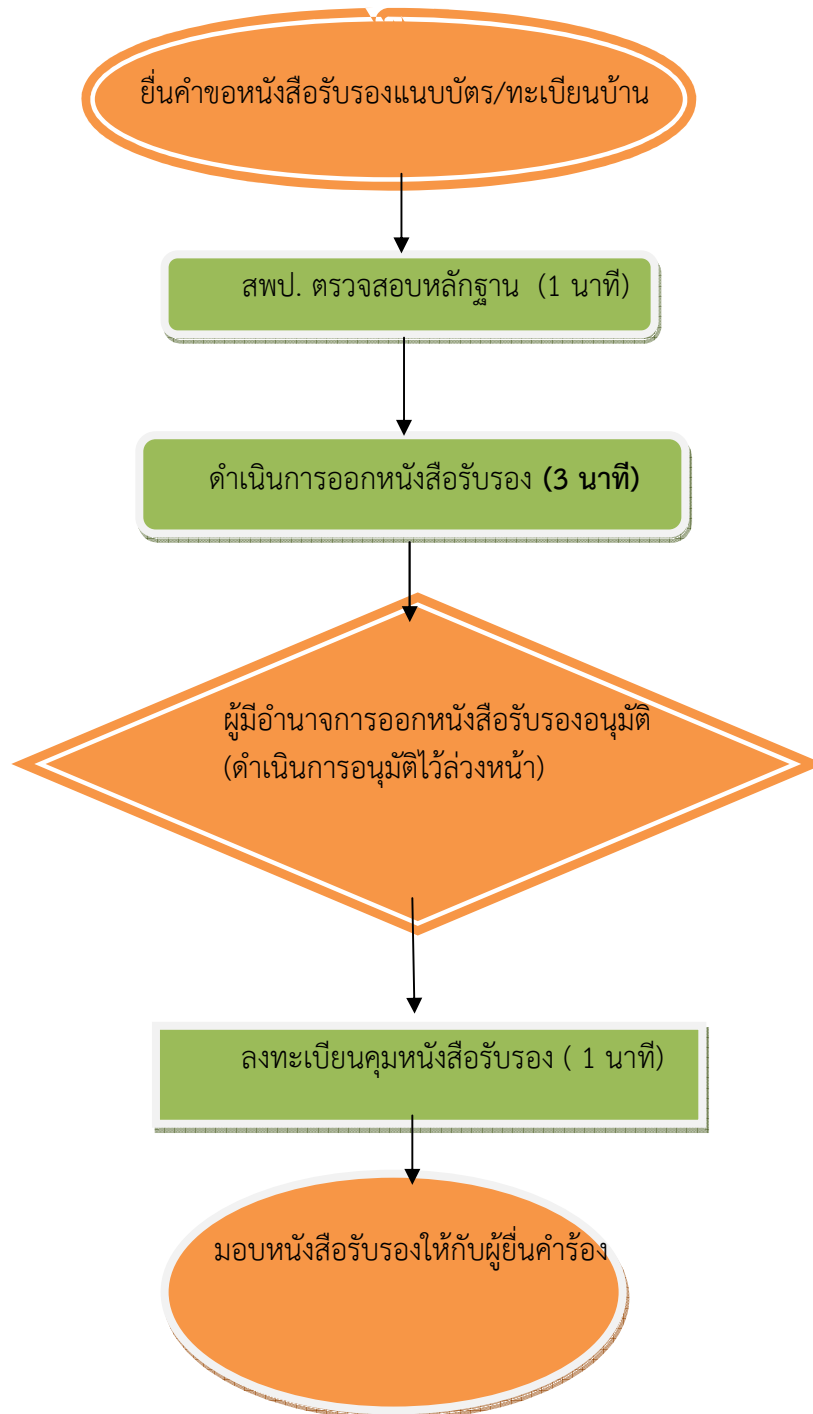 ยื่นคำขอหนังสือรับรองแนบบัตร/ทะเบียนบ้าน
สพป. ตรวจสอบหลักฐาน (1 นาที)
ดำเนินการออกหนังสือรับรอง (3 นาที)
ผู้มีอำนาจการออกหนังสือรับรองอนุมัติ
(ดำเนินการอนุมัติไว้ล่วงหน้า)
ลงทะเบียนคุมหนังสือรับรอง ( 1 นาที)
มอบหนังสือรับรองให้กับผู้ยื่นคำร้อง